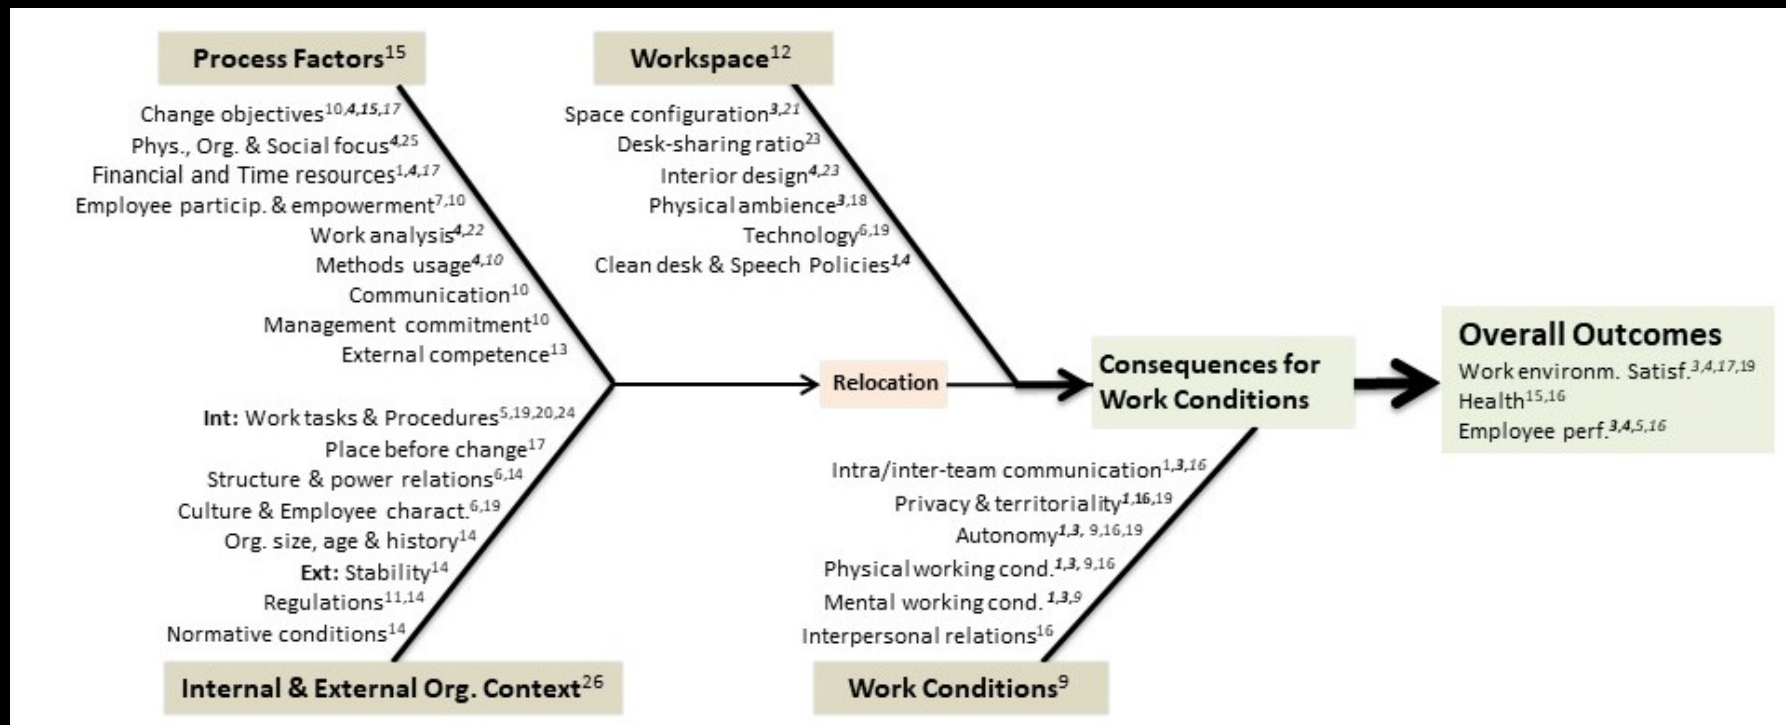 Process Factors15
Change objectives10,4,15,17
Phys., Org. & Social focus4,25
Financial and Time resources1,4,17
Employee particip. & empowerment7,10
Work analysis4,22
Methods usage4,10
Communication10
Management commitment10
External competence13
Workspace12
Space configuration3,21
Desk-sharing ratio23
Interior design4,23
Physical ambience3,18
Technology6,19
Clean desk & Speech Policies1,4
Relocation
Consequences for
Work Conditions
Overall Outcomes
Work environm. Satisf.3,4,17,19
Health15,16
Employee perf.3,4,5,16
Int: Work tasks & Procedures5,19,20,24
Place before change17
Structure & power relations6,14
Culture & Employee charact.6,19
Org. size, age & history14
Ext: Stability14
Regulations11,14
Normative conditions14
Internal & External Org. Context26
Intra/inter-team communication1,3,16
Privacy & territoriality1,16,19
Autonomy1,3, 9,16,19
Physical working cond.1,3, 9,16
Mental working cond. 1,3,9
Interpersonal relations16
Work Conditions9